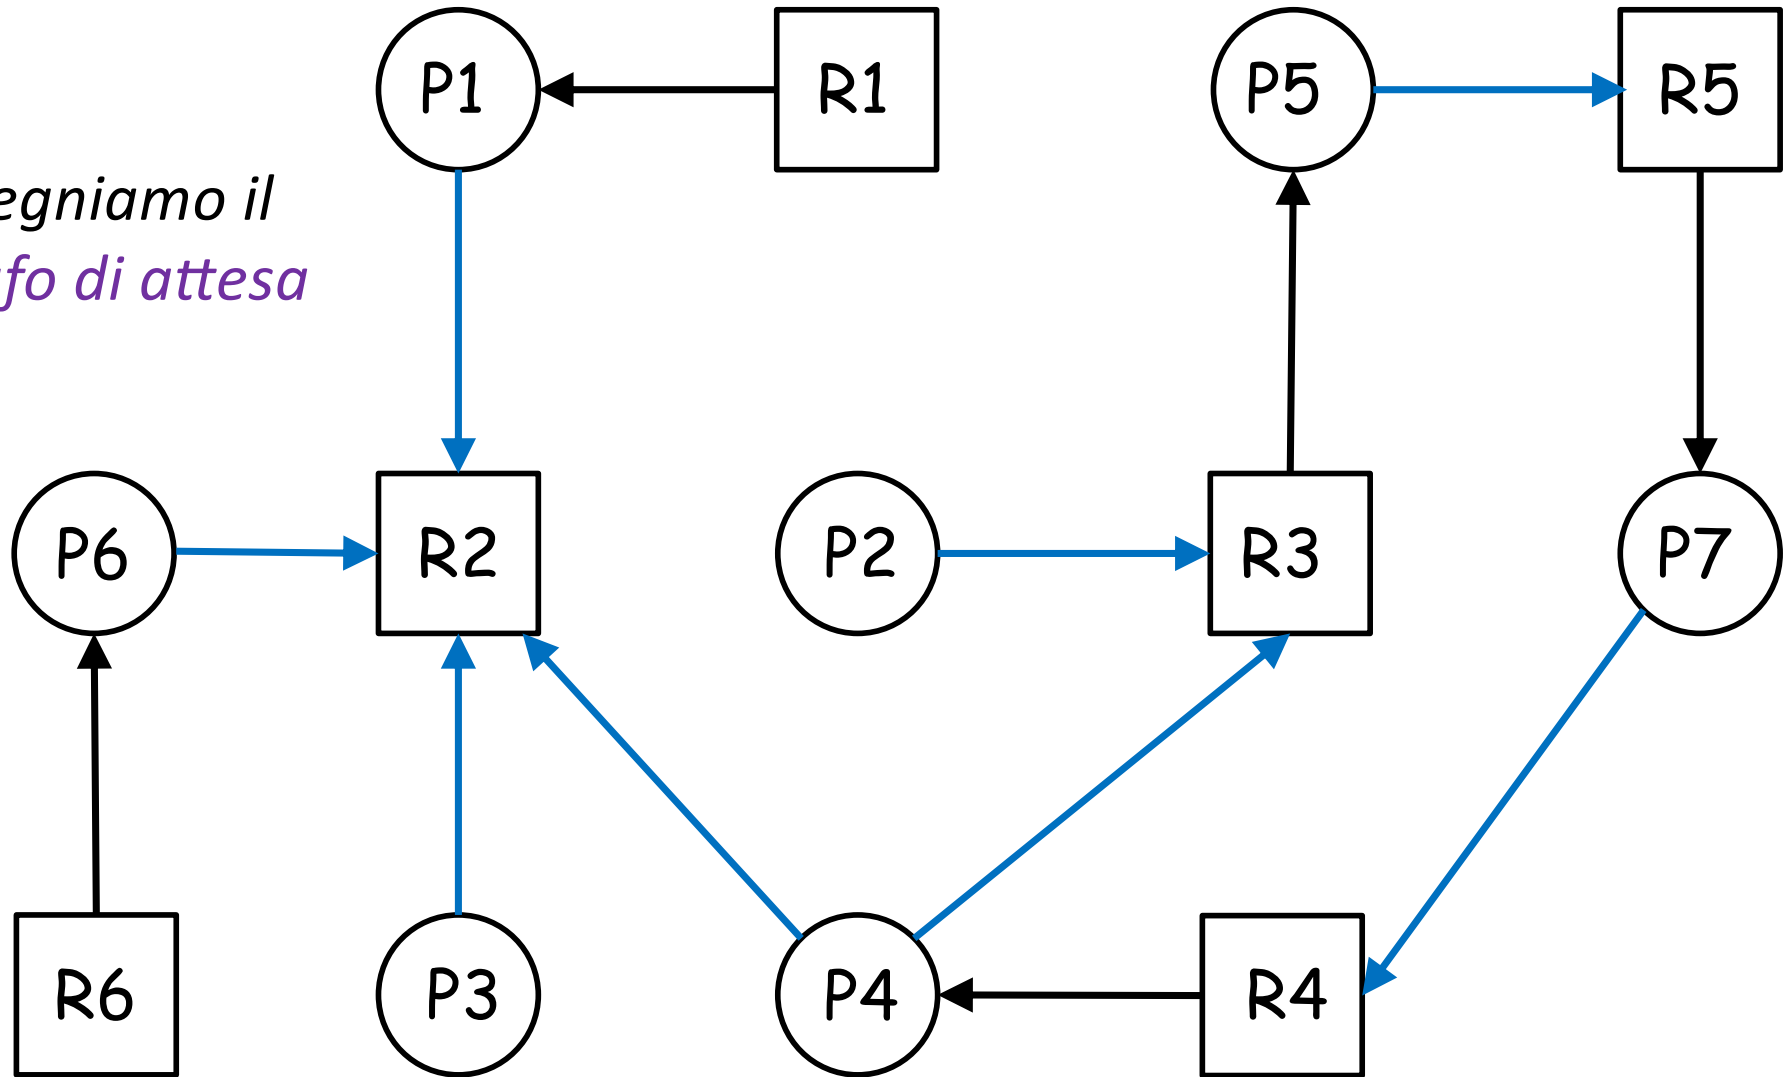 P1 R1 P5 R5
egniamo il
fo di attesa
P6 R2 P2 R3 P7
R6 P3 P4 R4